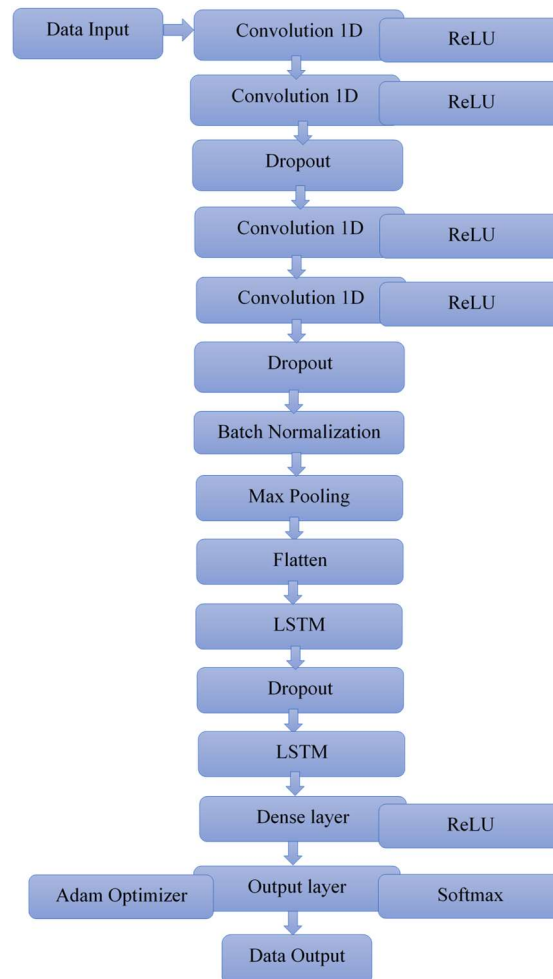 Data Input
Convolution 1D
ReLU
Convolution 1D
ReLU
Dropout
Convolution 1D
ReLU
Convolution 1D
ReLU
Dropout
Batch Normalization
Max Pooling
Flatten
LSTM
Dropout
LSTM
Dense layer
ReLU
Adam Optimizer
Output layer
Softmax
Data Output